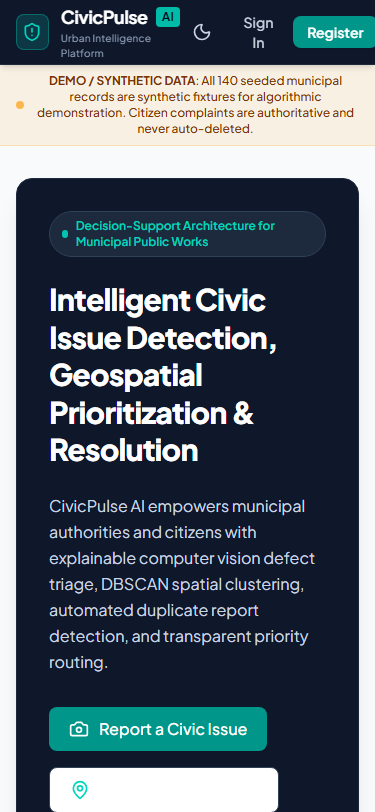 CivicPulse AI
Urban Intelligence
Platform
Sign
In
Register
DEMO / SYNTHETIC DATA: All 140 seeded municipal
records are synthetic fixtures for algorithmic
demonstration. Citizen complaints are authoritative and
never auto-deleted.
Decision-Support Architecture for
Municipal Public Works
Intelligent Civic
Issue Detection,
Geospatial
Prioritization &
Resolution
CivicPulse AI empowers municipal
authorities and citizens with
explainable computer vision defect
triage, DBSCAN spatial clustering,
automated duplicate report
detection, and transparent priority
routing.
Report a Civic Issue